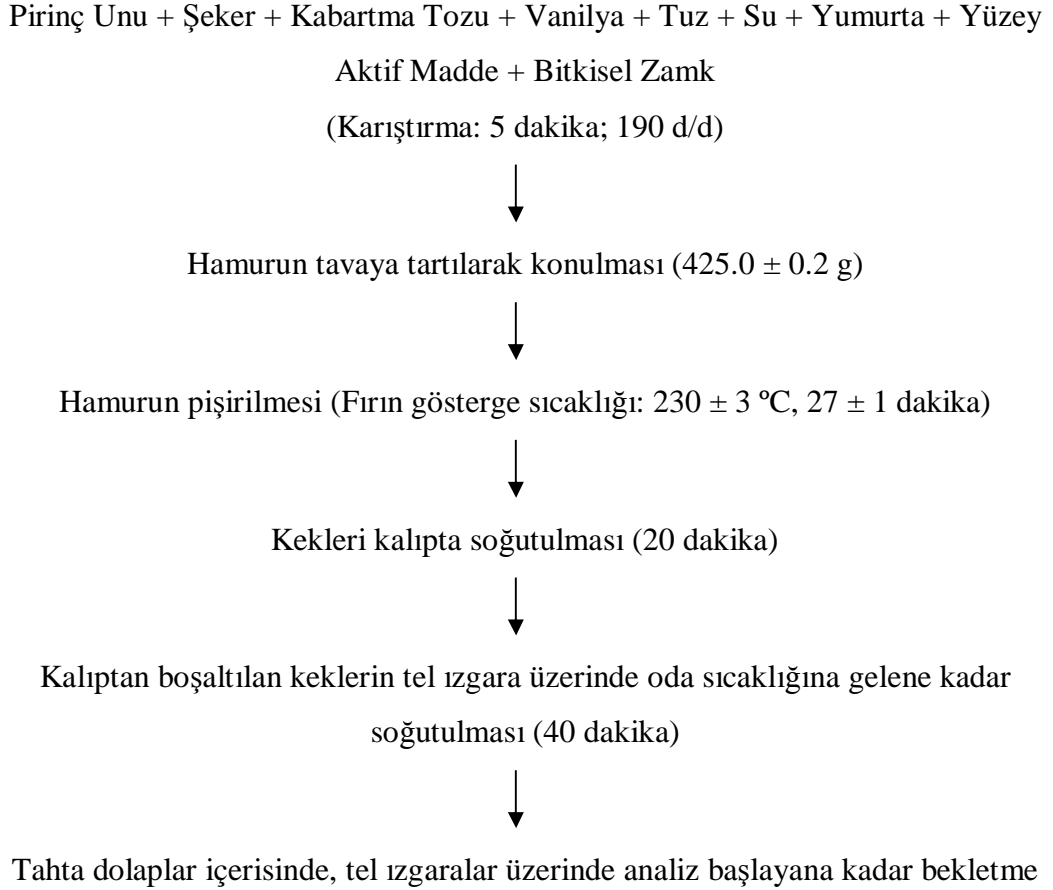 Pirinç Unu + Şeker + Kabartma Tozu + Vanilya + Tuz + Su + Yumurta + Yüzey
Aktif Madde + Bitkisel Zamk
(Karıştırma: 5 dakika; 190 d/d)
Hamurun tavaya tartılarak konulması (425.0 ± 0.2 g)
Hamurun pişirilmesi (Fırın gösterge sıcaklığı: 230 ± 3 ºC, 27 ± 1 dakika)
Kekleri kalıpta soğutulması (20 dakika)
Kalıptan boşaltılan keklerin tel ızgara üzerinde oda sıcaklığına gelene kadar
soğutulması (40 dakika)
Tahta dolaplar içerisinde, tel ızgaralar üzerinde analiz başlayana kadar bekletme